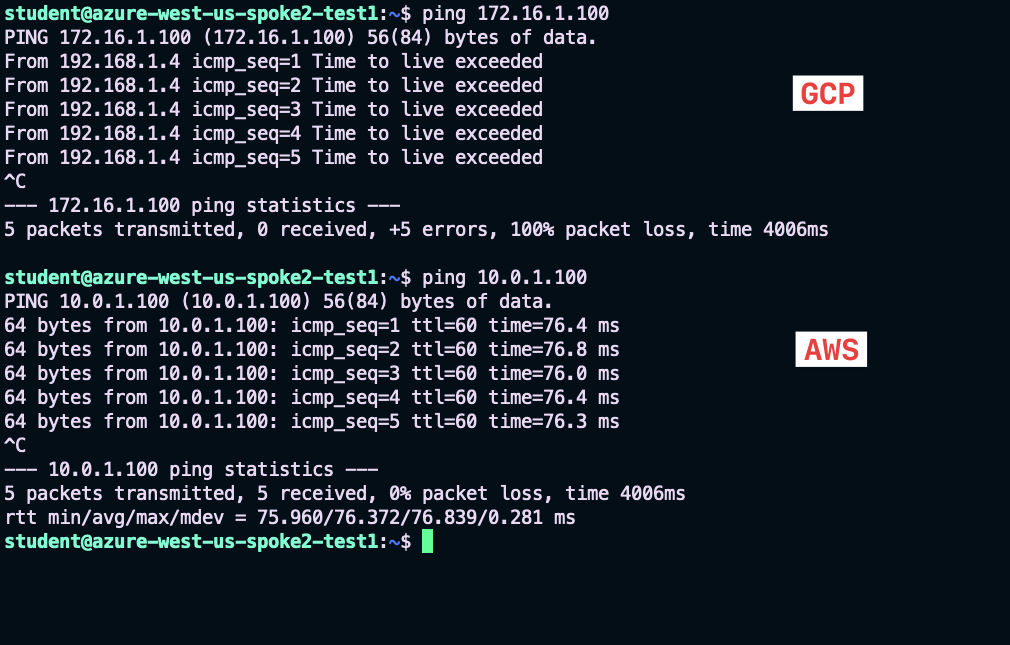 student@azure-west-us-spoke2-test1:~$ ping 172.16.1.100
PING 172.16.1.100 (172.16.1.100) 56(84) bytes of data.
From 192.168.1.4 icmp_seq=1 Time to live exceeded
From 192.168.1.4 icmp_seq=2 Time to live exceeded
From 192.168.1.4 icmp_seq=3 Time to live exceeded
From 192.168.1.4 icmp_seq=4 Time to live exceeded
From 192.168.1.4 icmp_seq=5 Time to live exceeded
GCP
^C
--- 172.16.1.100 ping statistics ---
5 packets transmitted, 0 received, +5 errors, 100% packet loss, time 4006ms
student@azure-west-us-spoke2-test1:~$ ping 10.0.1.100
PING 10.0.1.100 (10.0.1.100) 56(84) bytes of data.
64 bytes from 10.0.1.100: icmp_seq=1 ttl=60 time=76.4 ms
64 bytes from 10.0.1.100: icmp_seq=2 ttl=60 time=76.8 ms
64 bytes from 10.0.1.100: icmp_seq=3 ttl=60 time=76.0 ms
64 bytes from 10.0.1.100: icmp_seq=4 ttl=60 time=76.4 ms
64 bytes from 10.0.1.100: icmp_seq=5 ttl=60 time=76.3 ms
AWS
^C
--- 10.0.1.100 ping statistics ---
5 packets transmitted, 5 received, 0% packet loss, time 4006ms
rtt min/avg/max/mdev = 75.960/76.372/76.839/0.281 ms
student@azure-west-us-spoke2-test1:~$